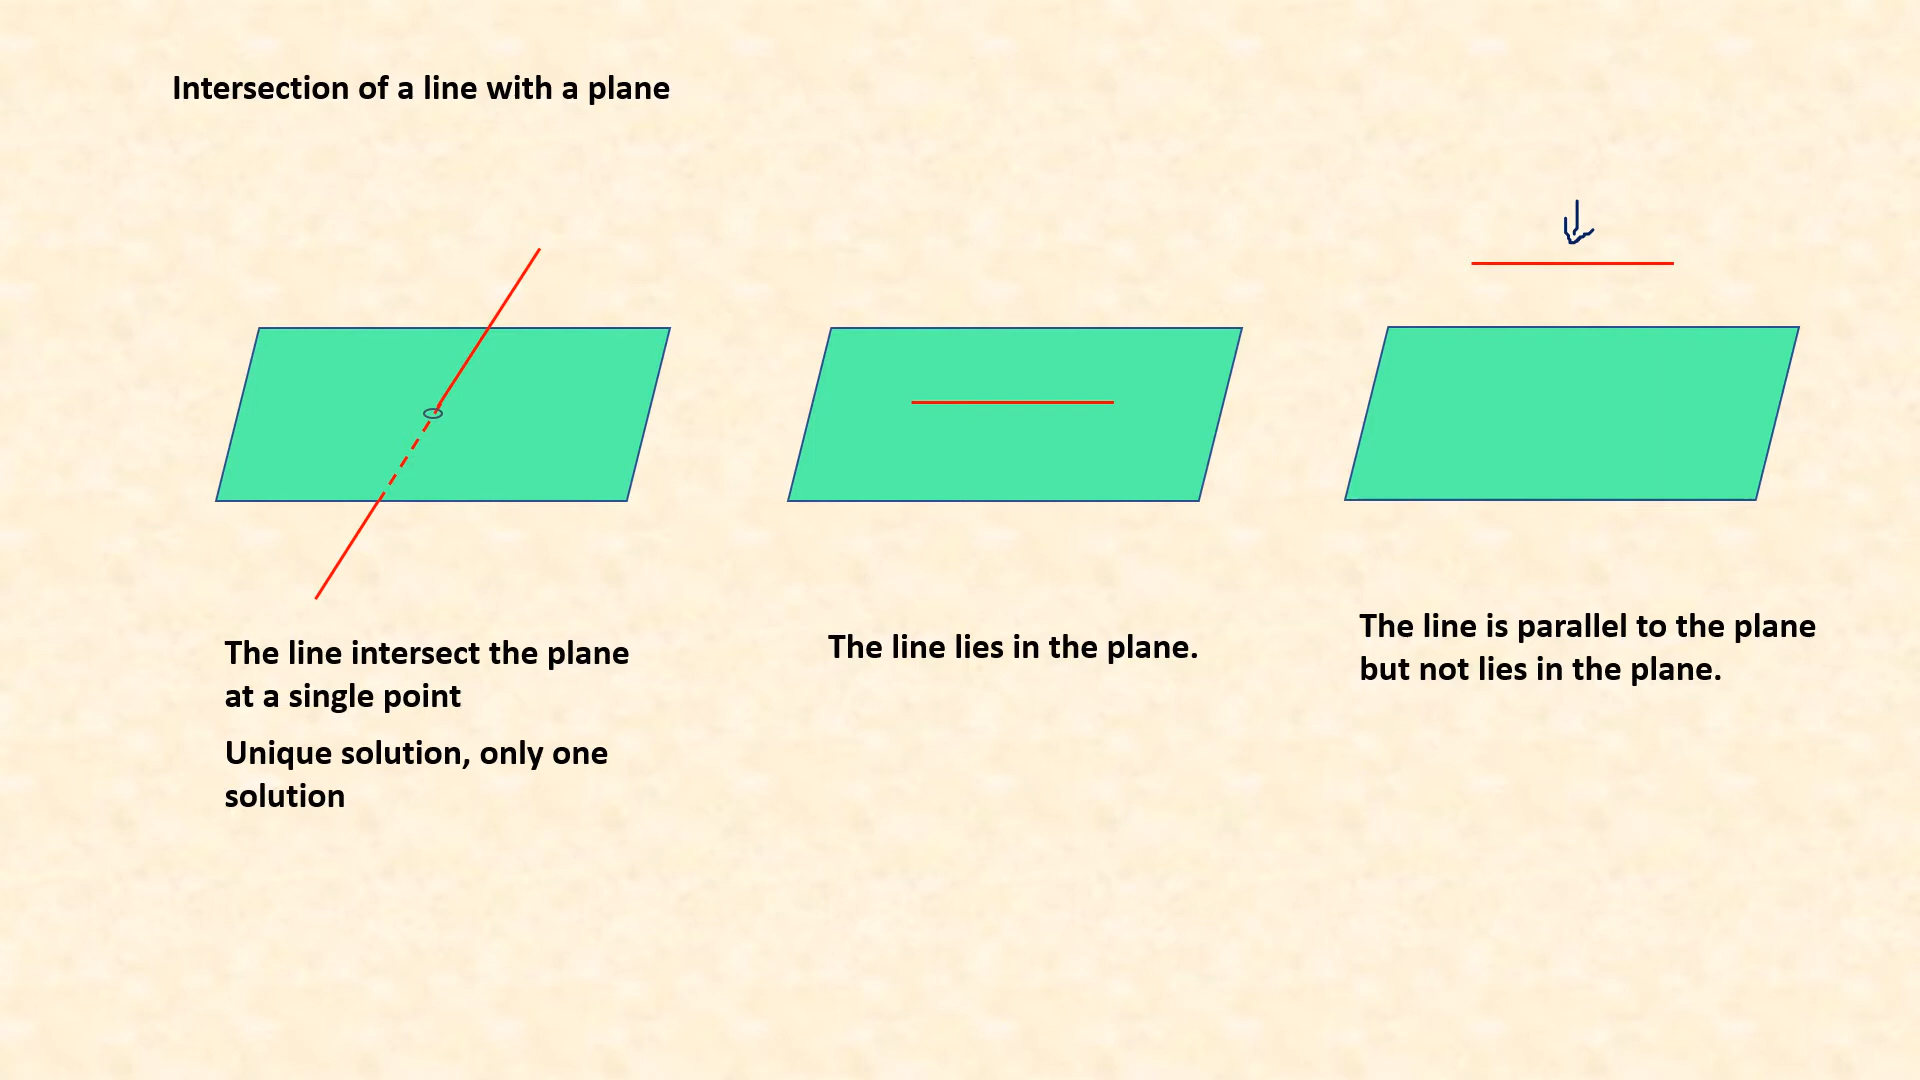 Intersection of a line with a plane
The line intersect the plane
at a single point
Unique solution, only one
solution
The line lies in the plane.
The line is parallel to the plane
but not lies in the plane.